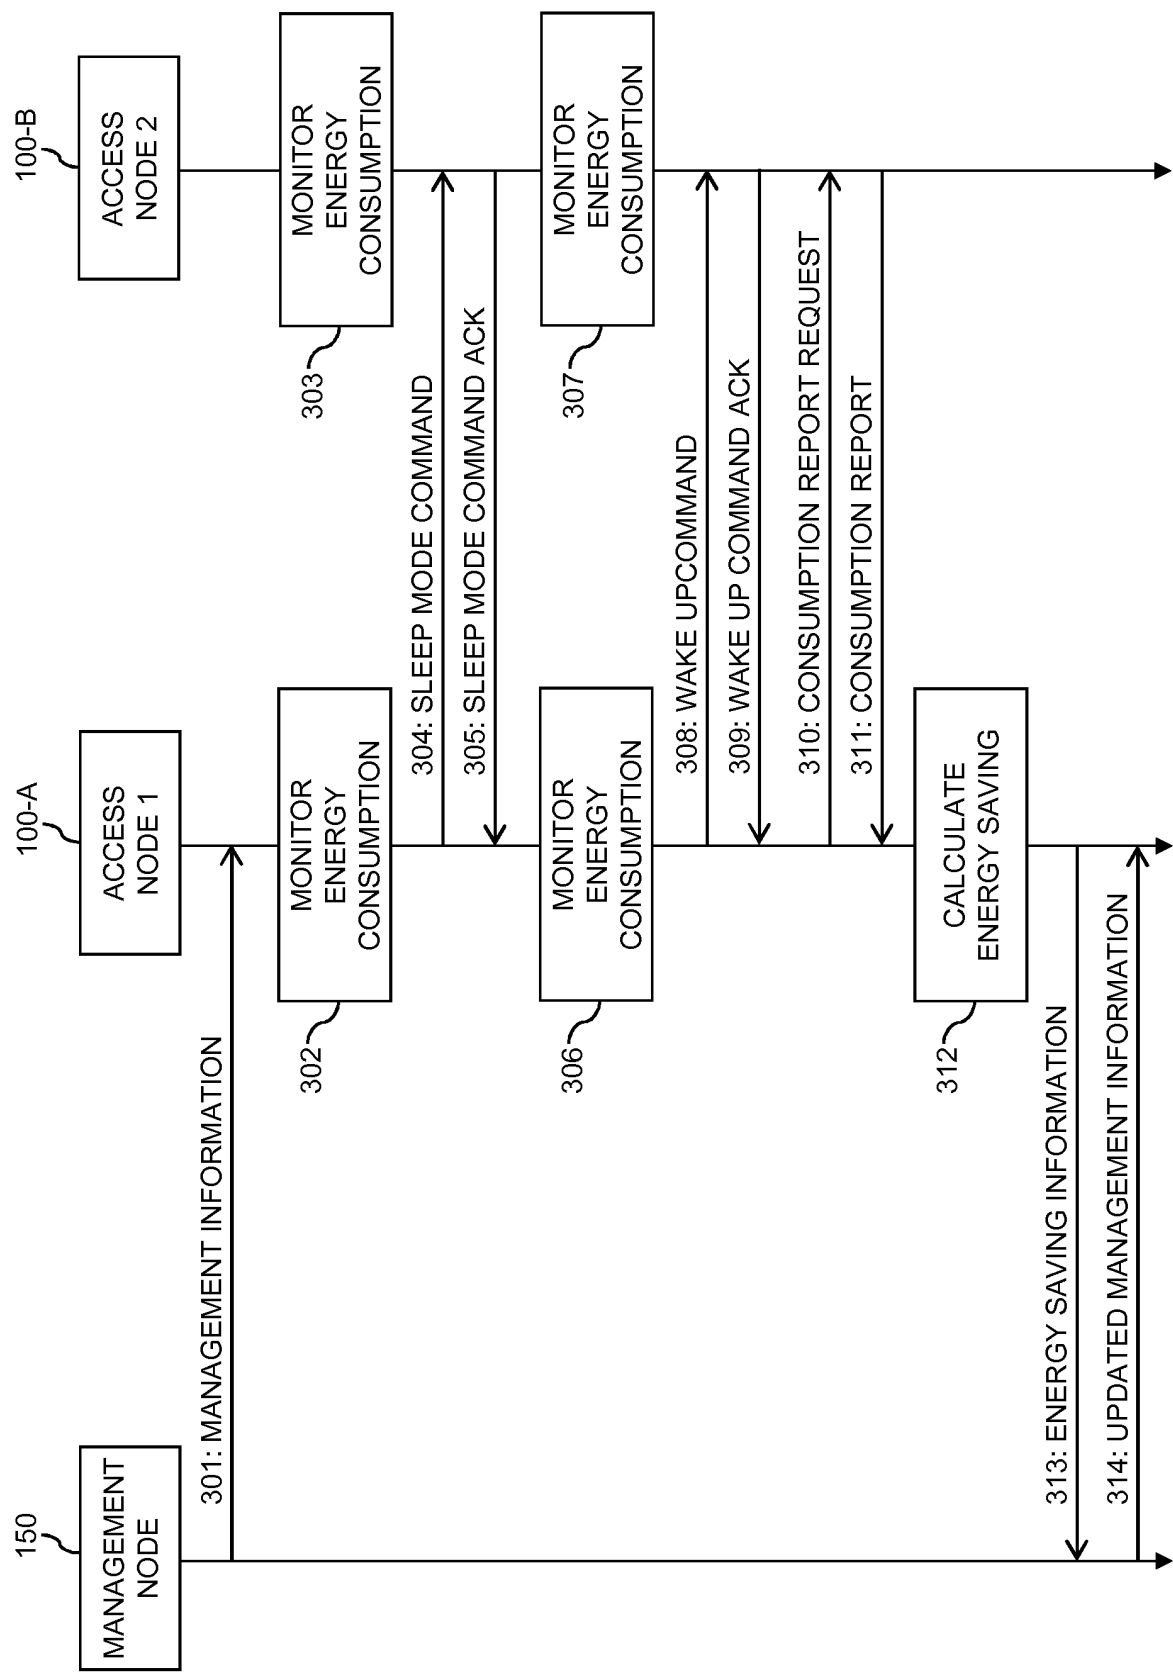 150
MANAGEMENT
NODE
100-A
ACCESS
NODE 1
100-B
ACCESS
NODE 2
301: MANAGEMENT INFORMATION
302
MONITOR
ENERGY
CONSUMPTION
303
MONITOR
ENERGY
CONSUMPTION
304: SLEEP MODE COMMAND
305: SLEEP MODE COMMAND ACK
306
MONITOR
ENERGY
CONSUMPTION
307
MONITOR
ENERGY
CONSUMPTION
308: WAKE UPCOMMAND
309: WAKE UP COMMAND ACK
310: CONSUMPTION REPORT REQUEST
311: CONSUMPTION REPORT
312
CALCULATE
ENERGY SAVING
313: ENERGY SAVING INFORMATION
314: UPDATED MANAGEMENT INFORMATION